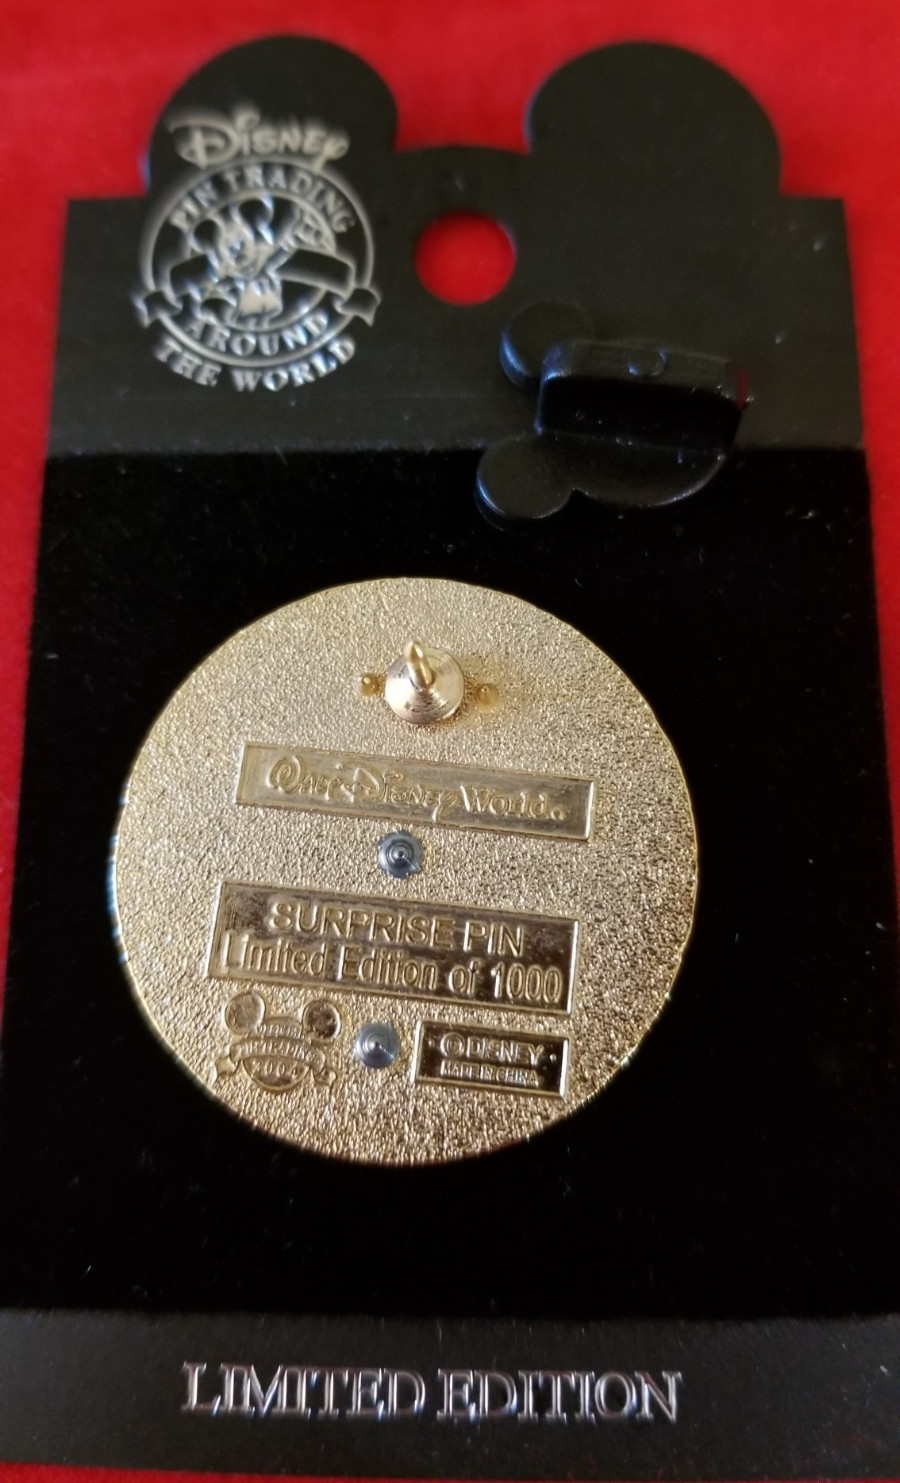 Disney
PIN TRADING
AROUND
THE WORLD
Walt Disney World®
SURPRISE PIN
Limited Edition of 1000
©DISNEY
MADE IN CHINA
LIMITED EDITION